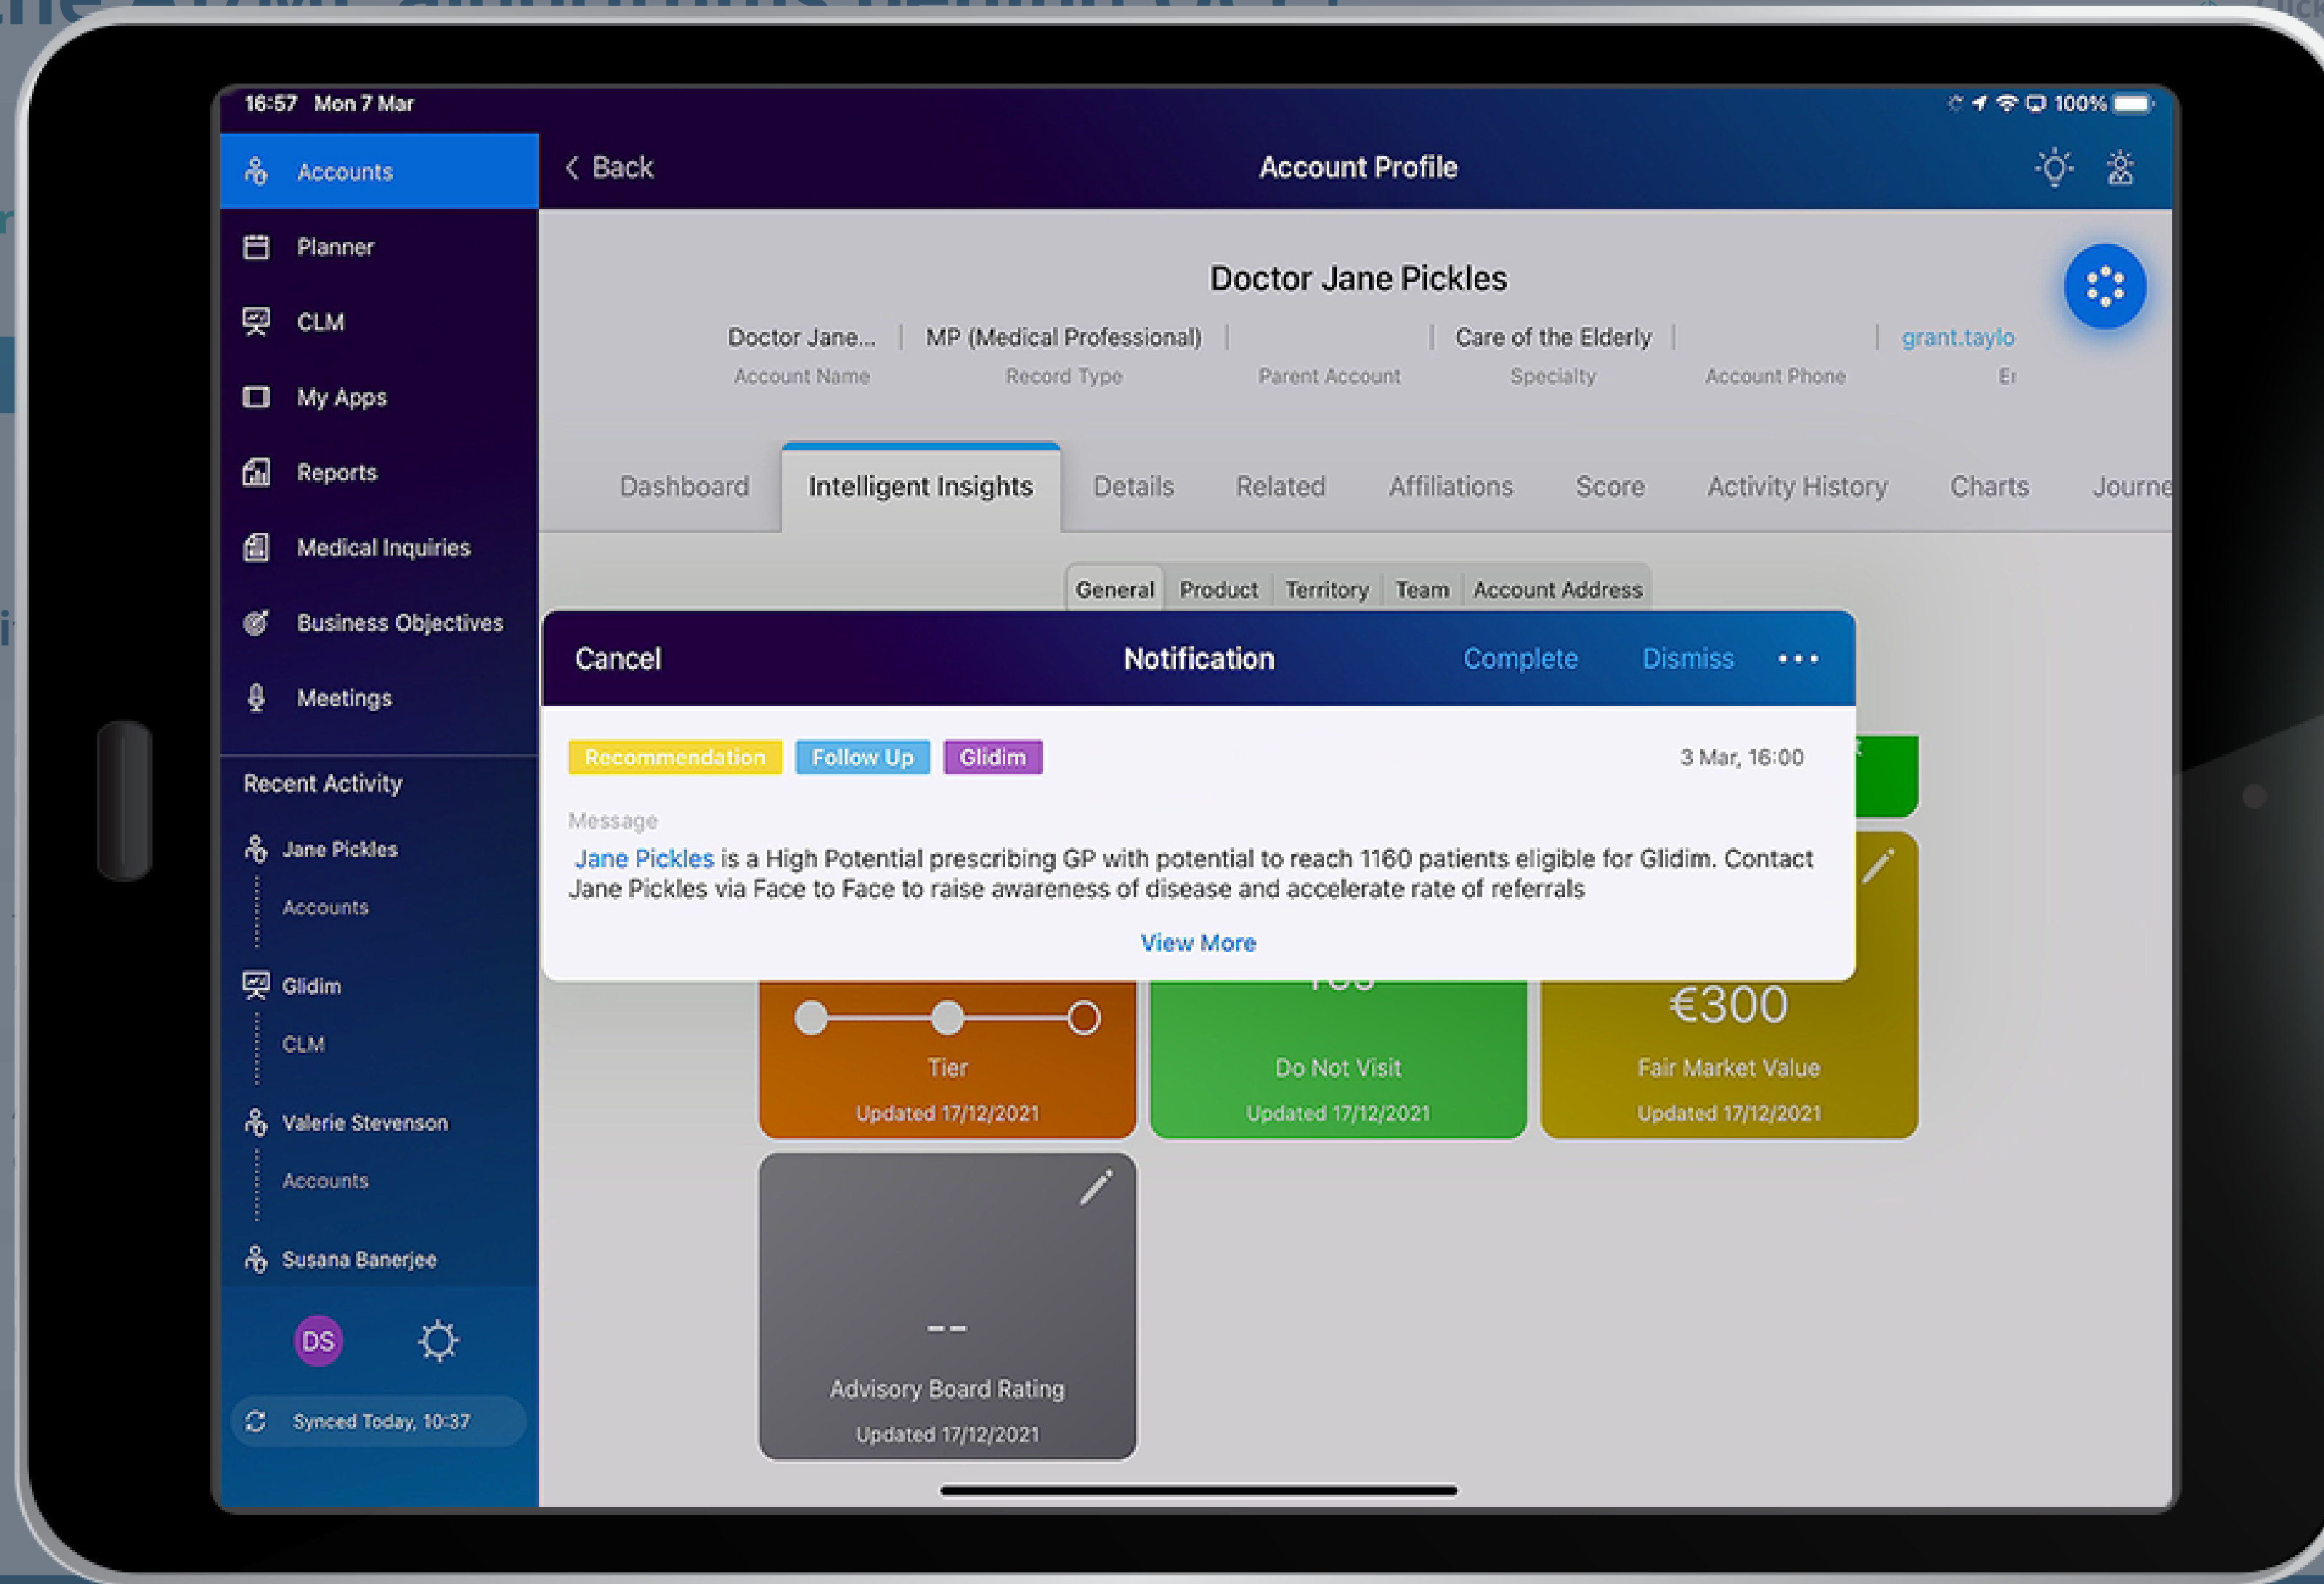 16:57 Mon 7 Mar
100%
Accounts
Planner
CLM
My Apps
Reports
Medical Inquiries
Business Objectives
Meetings
Recent Activity
Jane Pickles
Accounts
Glidim
CLM
Valerie Stevenson
Accounts
Susana Banerjee
DS
Synced Today, 10:37
< Back
Account Profile
Doctor Jane Pickles
Doctor Jane... MP (Medical Professional) Care of the Elderly grant.taylo
Account Name Record Type Parent Account Specialty Account Phone
Dashboard Intelligent Insights Details Related Affiliations Score Activity History Charts Journe
General Product Territory Team Account Address
Cancel Notification Complete Dismiss •••
Recommendation Follow Up Glidim 3 Mar, 16:00
Message
Jane Pickles is a High Potential prescribing GP with potential to reach 1160 patients eligible for Glidim. Contact
Jane Pickles via Face to Face to raise awareness of disease and accelerate rate of referrals
View More
€300
Tier Do Not Visit Fair Market Value
Updated 17/12/2021 Updated 17/12/2021 Updated 17/12/2021
--
Advisory Board Rating
Updated 17/12/2021